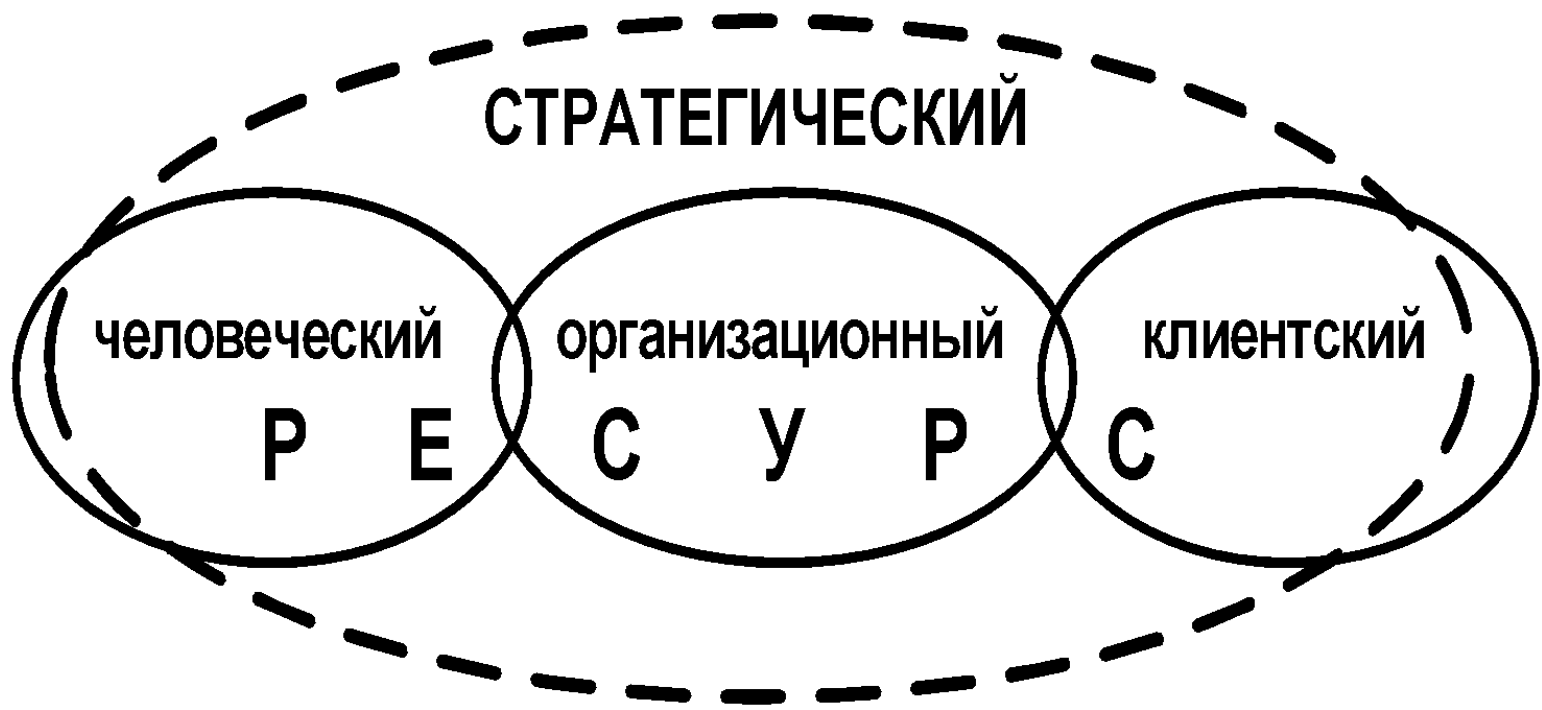 СТРАТЕГИЧЕСКИЙ
человеческий организационный клиентский
Р Е С У Р С